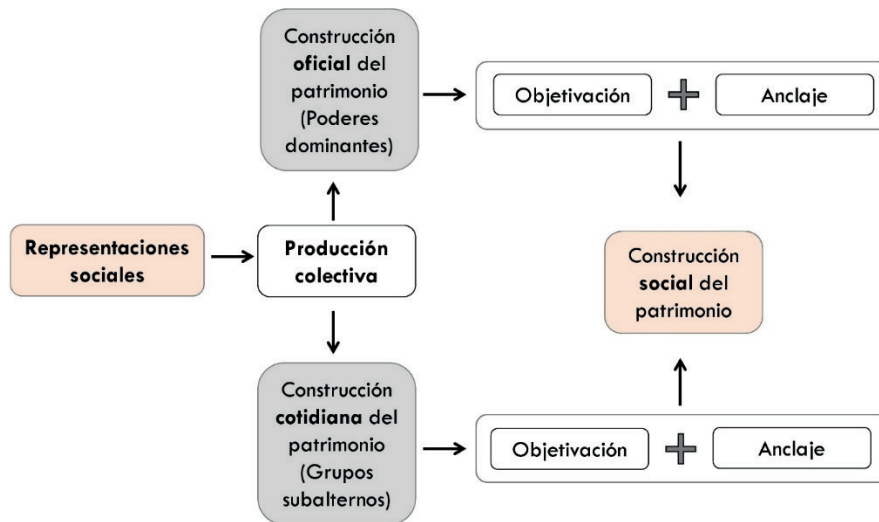 Construcción
oficial del
patrimonio
(Poderes
dominantes)
Objetivación
Anclaje
Representaciones
sociales
Producción
colectiva
Construcción
social del
patrimonio
Construcción
cotidiana del
patrimonio
(Grupos
subalternos)
Objetivación
Anclaje